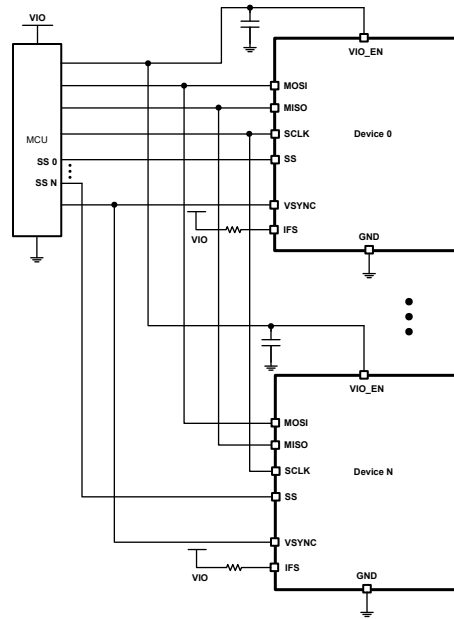 VIO
VIO_EN
MOSI
MISO
MCU
SCLK
Device 0
SS 0
SS
SS N
VSYNC
VIO
IFS
GND
VIO_EN
MOSI
MISO
SCLK
Device N
SS
VSYNC
VIO
IFS
GND